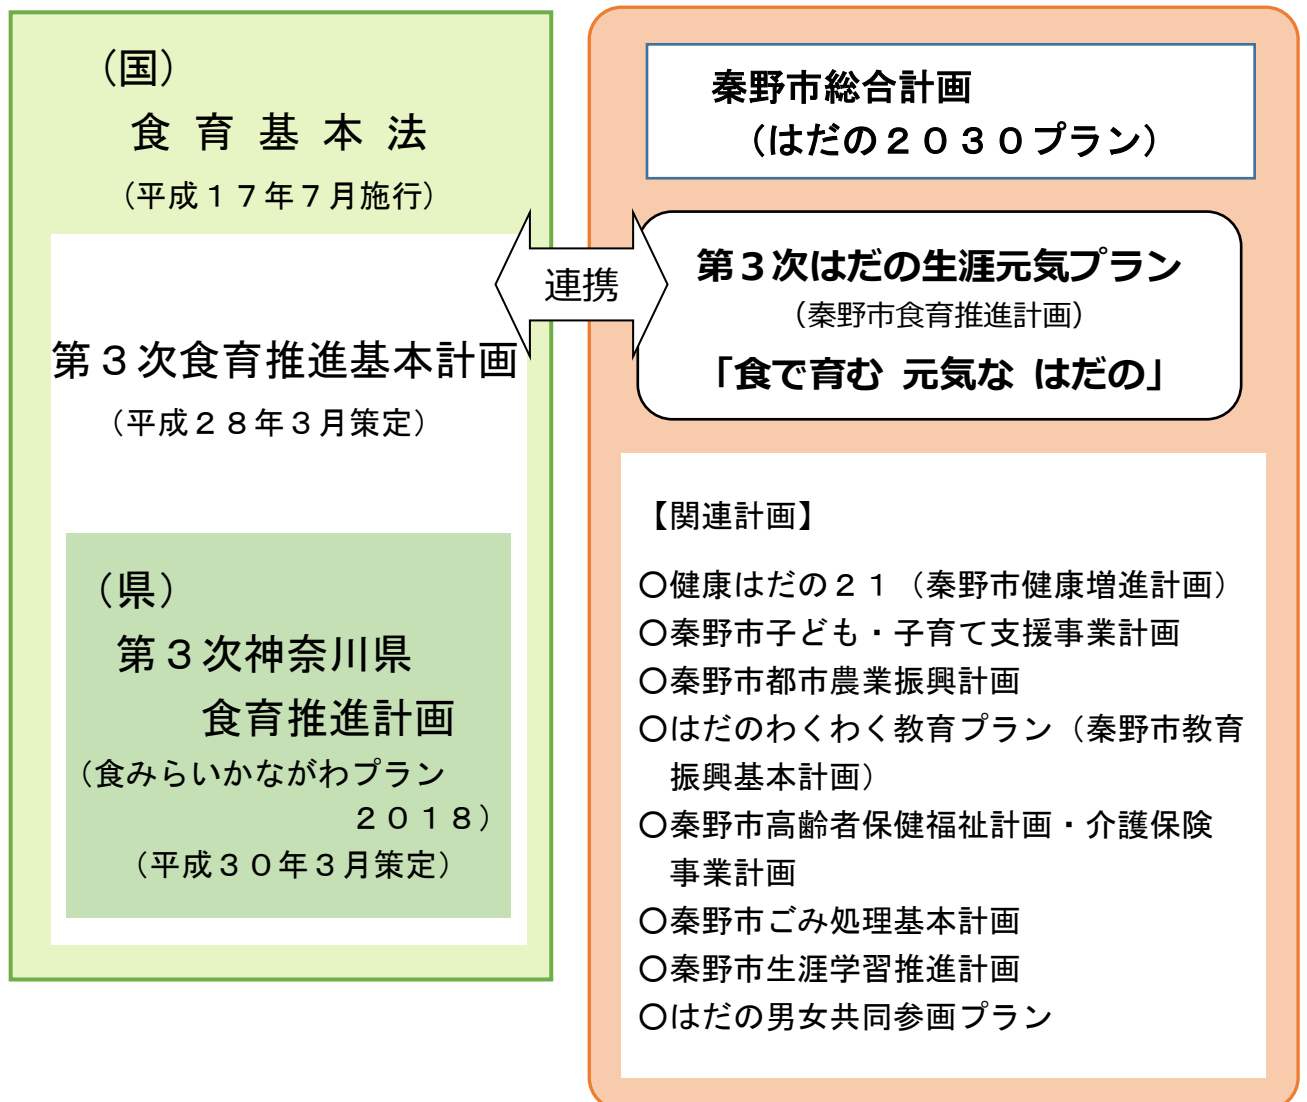 （国）
食育基本法
（平成１７年７月施行）
第３次食育推進基本計画
（平成２８年３月策定）
（県）
第３次神奈川県
食育推進計画
（食みらいかながわプラン
２０１８）
（平成３０年３月策定）
連携
秦野市総合計画
（はだの２０３０プラン）
第３次はだの生涯元気プラン
（秦野市食育推進計画）
「食で育む 元気な はだの」
【関連計画】
〇健康はだの２１（秦野市健康増進計画）
〇秦野市子ども・子育て支援事業計画
〇秦野市都市農業振興計画
〇はだのわくわく教育プラン（秦野市教育
振興基本計画）
〇秦野市高齢者保健福祉計画・介護保険
事業計画
〇秦野市ごみ処理基本計画
〇秦野市生涯学習推進計画
〇はだの男女共同参画プラン